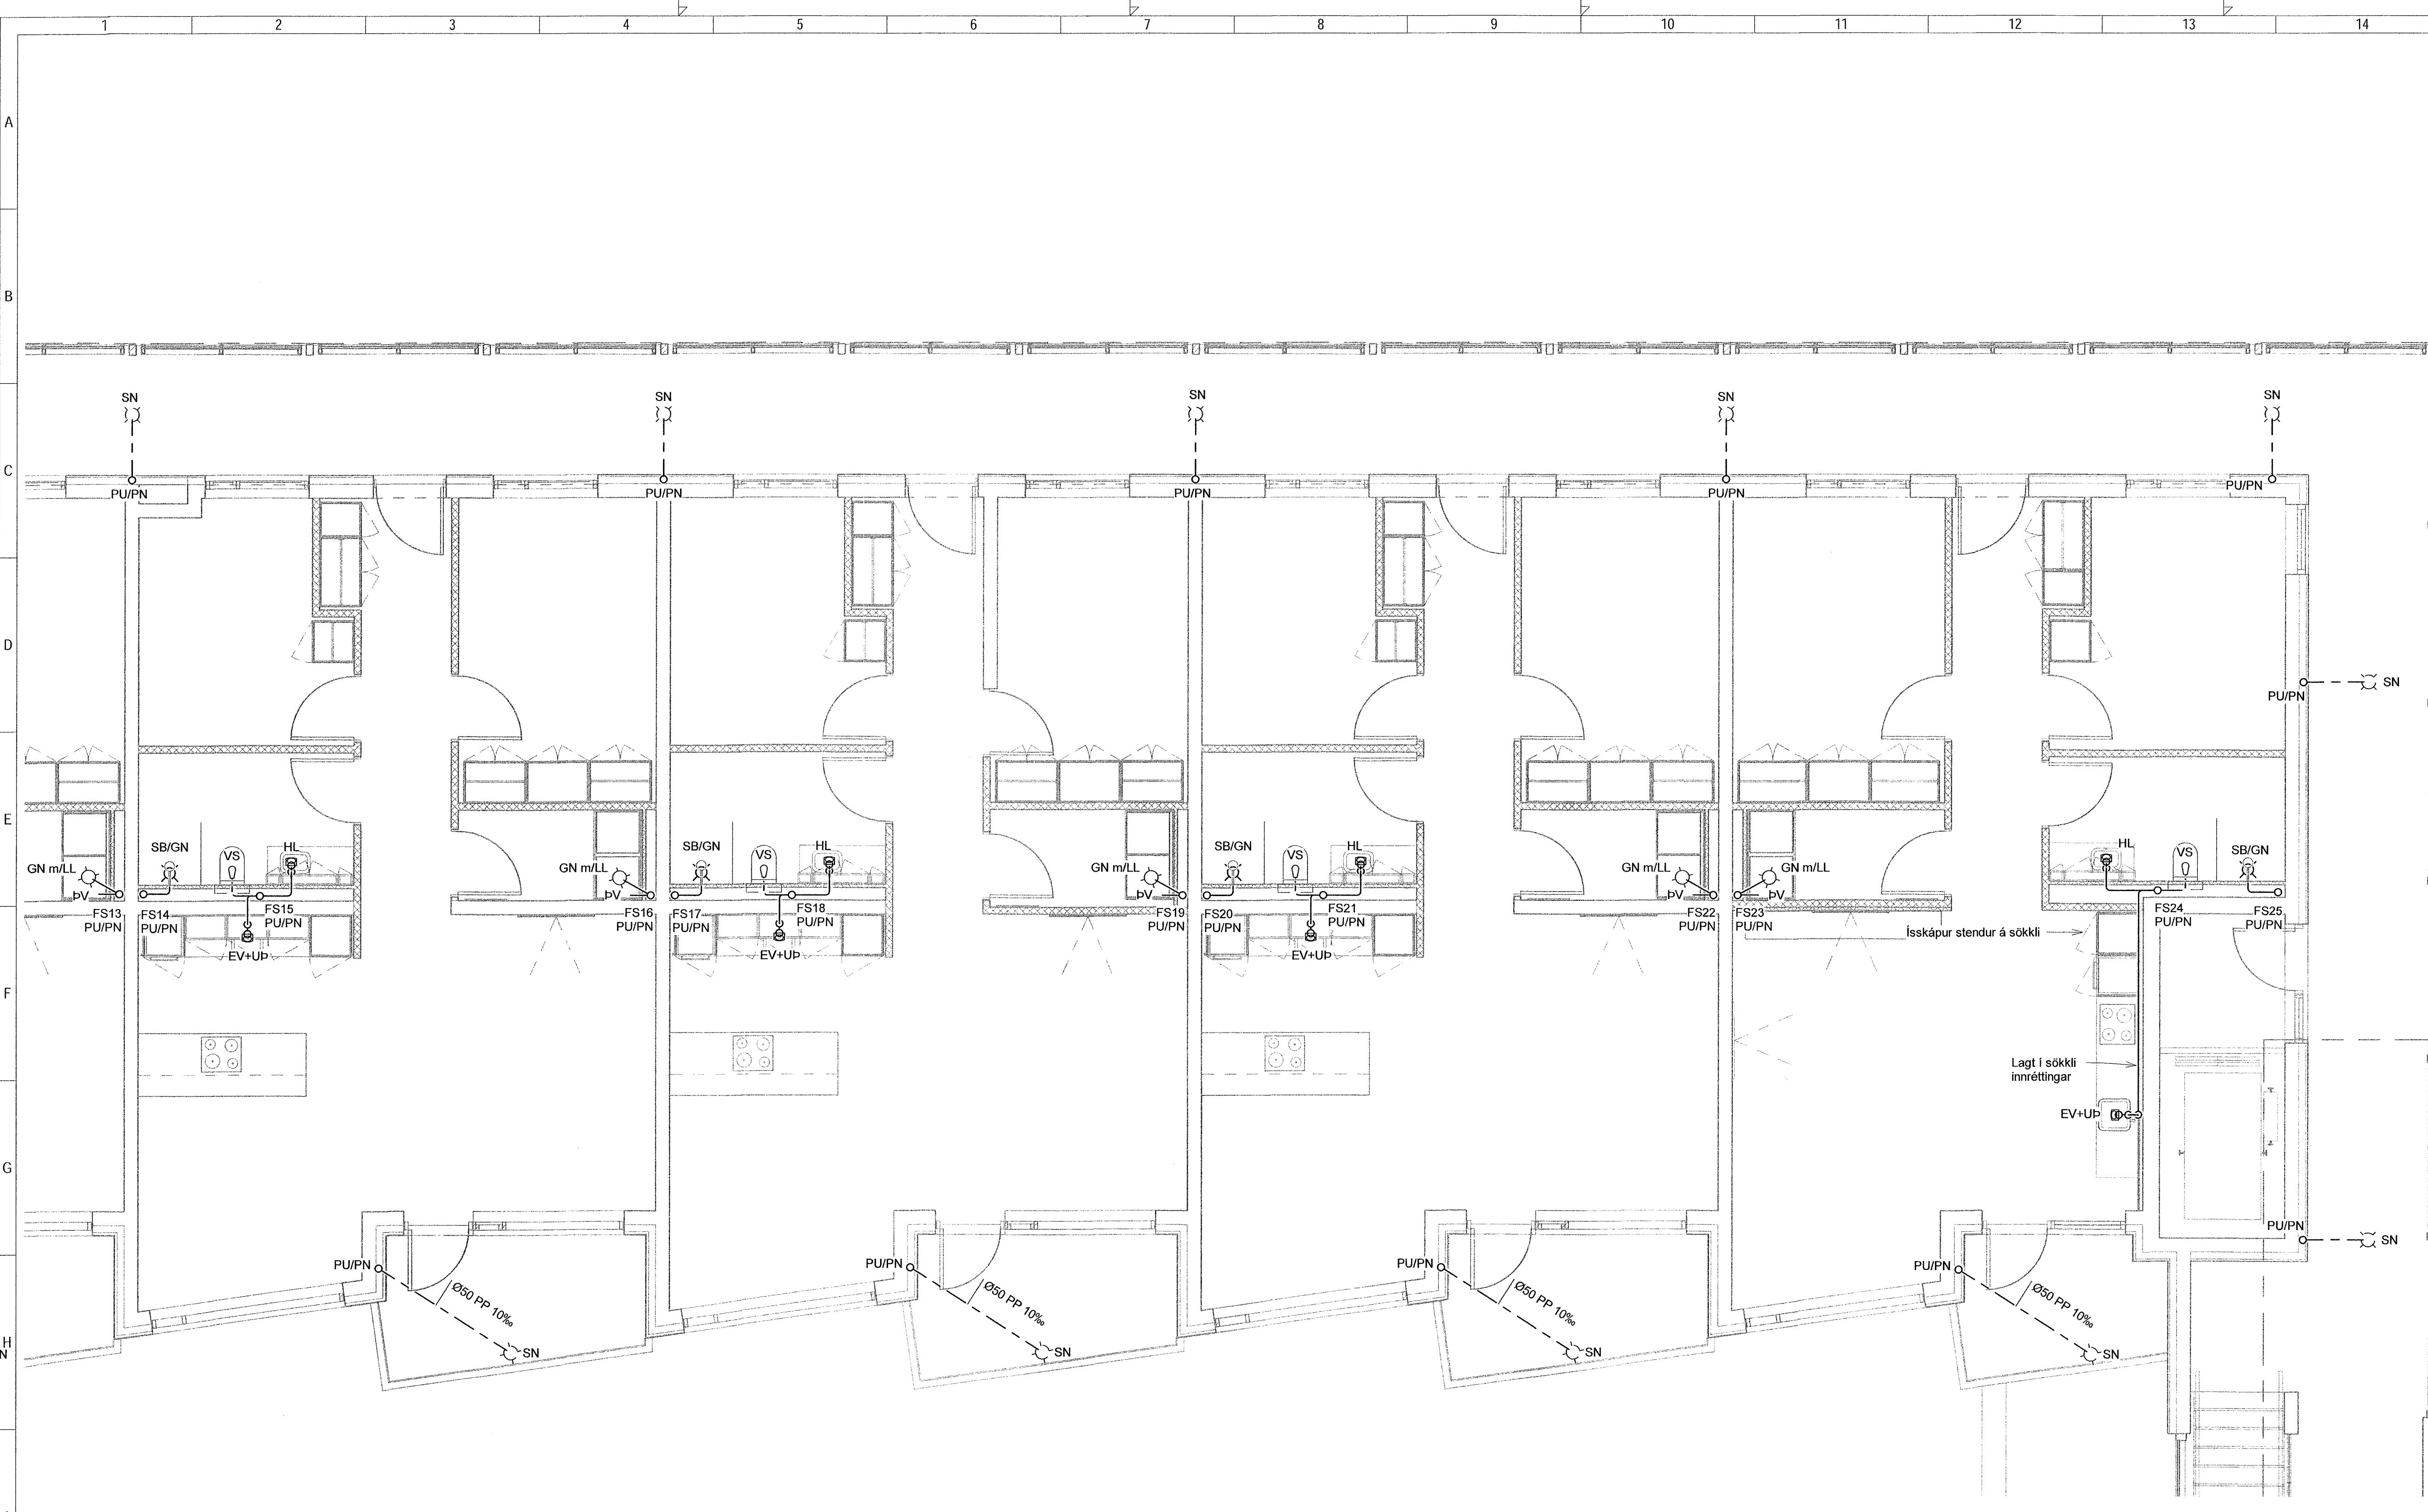 1 2 3 4 5 6 7 8 9 10 11 12 13 14
A
B
SN SN SN SN SN
C
PU/PN PU/PN PU/PN PU/PN PU/PN
D
SN
PU/PN
E
SB/GN VS HL SB/GN VS HL SB/GN VS HL HL VS SB/GN
GN m/LL GN m/LL GN m/LL GN m/LL GN m/LL
ÞV ÞV ÞV ÞV ÞV
FS13 FS14 FS15 FS16 FS17 FS18 FS19 FS20 FS21 FS22 FS23 FS24 FS25
PU/PN PU/PN PU/PN PU/PN PU/PN PU/PN PU/PN PU/PN PU/PN PU/PN PU/PN PU/PN PU/PN
Ísskápur stendur á sökkli
EV+UÞ EV+UÞ EV+UÞ
F
Lagt í sökkli
innréttingar
EV+UÞ
G
PU/PN
SN
PU/PN PU/PN PU/PN PU/PN
Ø50 PP 10‰ Ø50 PP 10‰ Ø50 PP 10‰ Ø50 PP 10‰
H
N
SN SN SN SN